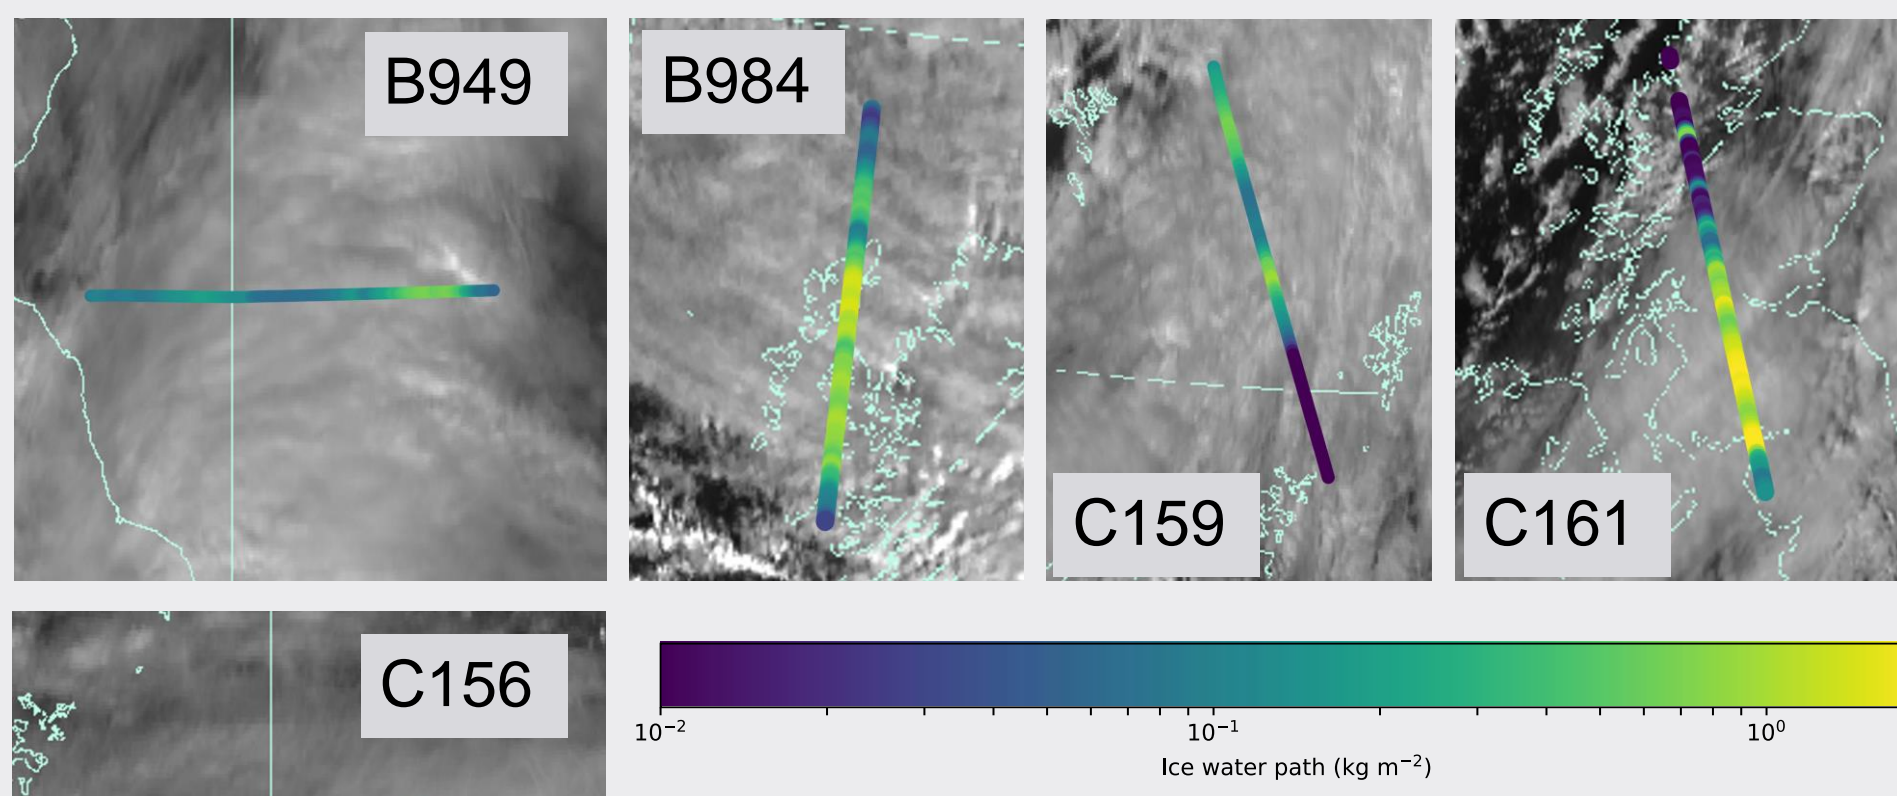 B949
B984
C159
C161
C156
10⁻²
10⁻¹
10⁰
Ice water path (kg m⁻²)